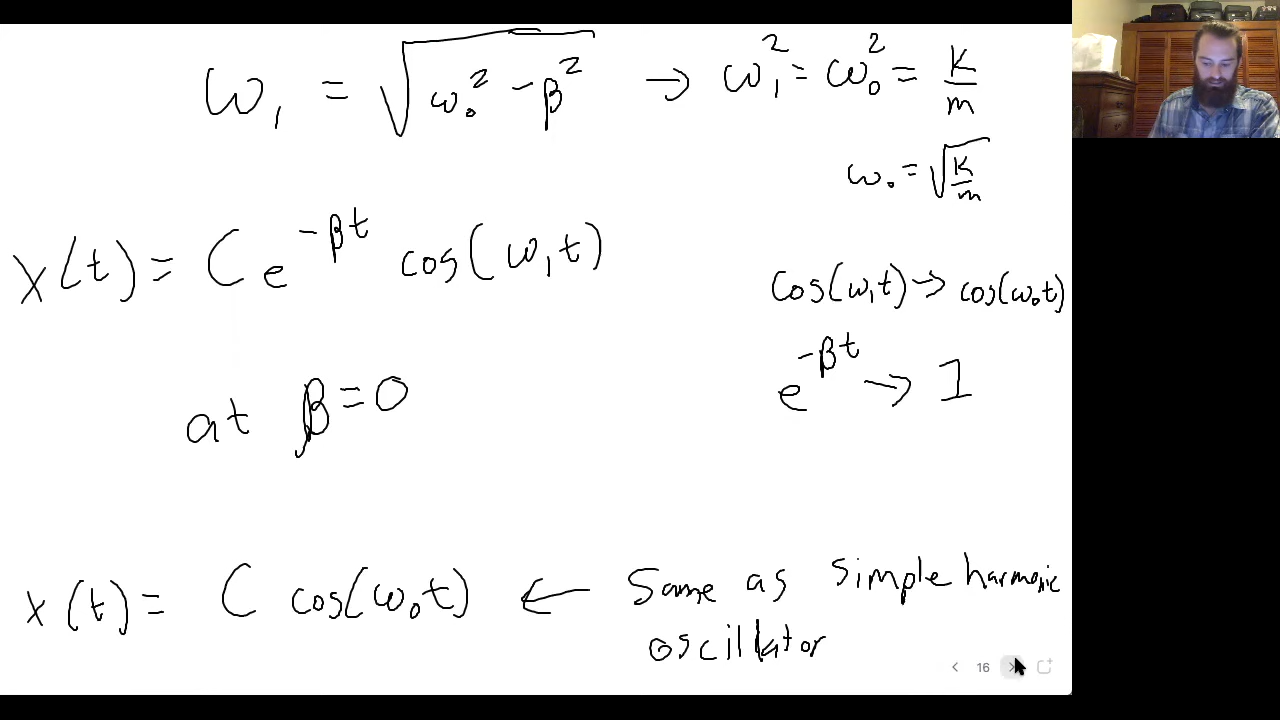 ω₁ = √(ω₀² - β²) → ω₁² = ω₀² = k/m
ω₀ = √(k/m)
x(t) = C e^(-βt) cos(ω₁t)
cos(ω₁t) → cos(ω₀t)
e^(-βt) → 1
at β = 0
x(t) = C cos(ω₀t) ← Same as simple harmonic
oscillator
16